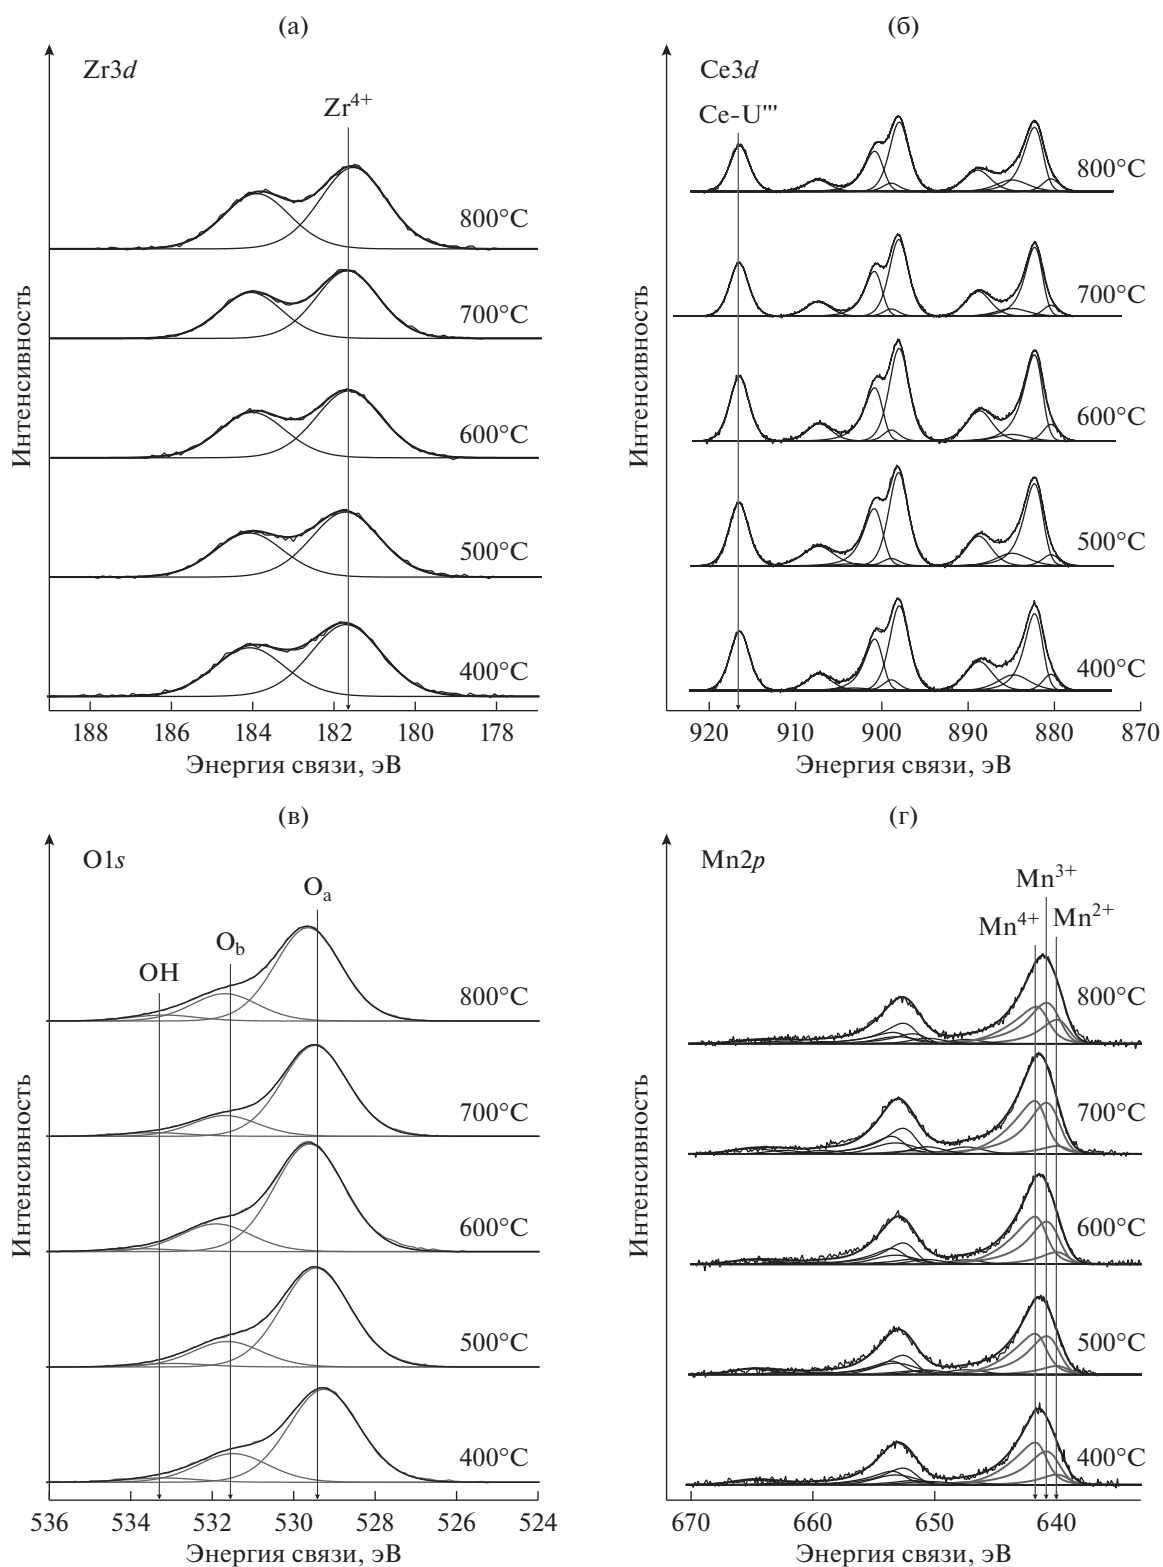 (а)
Zr3d
Zr⁴⁺
800°C
700°C
600°C
500°C
400°C
Интенсивность
188 186 184 182 180 178
Энергия связи, эВ
(б)
Ce3d
Ce-U'''
800°C
700°C
600°C
500°C
400°C
Интенсивность
920 910 900 890 880 870
Энергия связи, эВ
(в)
O1s
Oₐ
O_b
OH
800°C
700°C
600°C
500°C
400°C
Интенсивность
536 534 532 530 528 526 524
Энергия связи, эВ
(г)
Mn2p
Mn³⁺
Mn⁴⁺ Mn²⁺
800°C
700°C
600°C
500°C
400°C
Интенсивность
670 660 650 640
Энергия связи, эВ